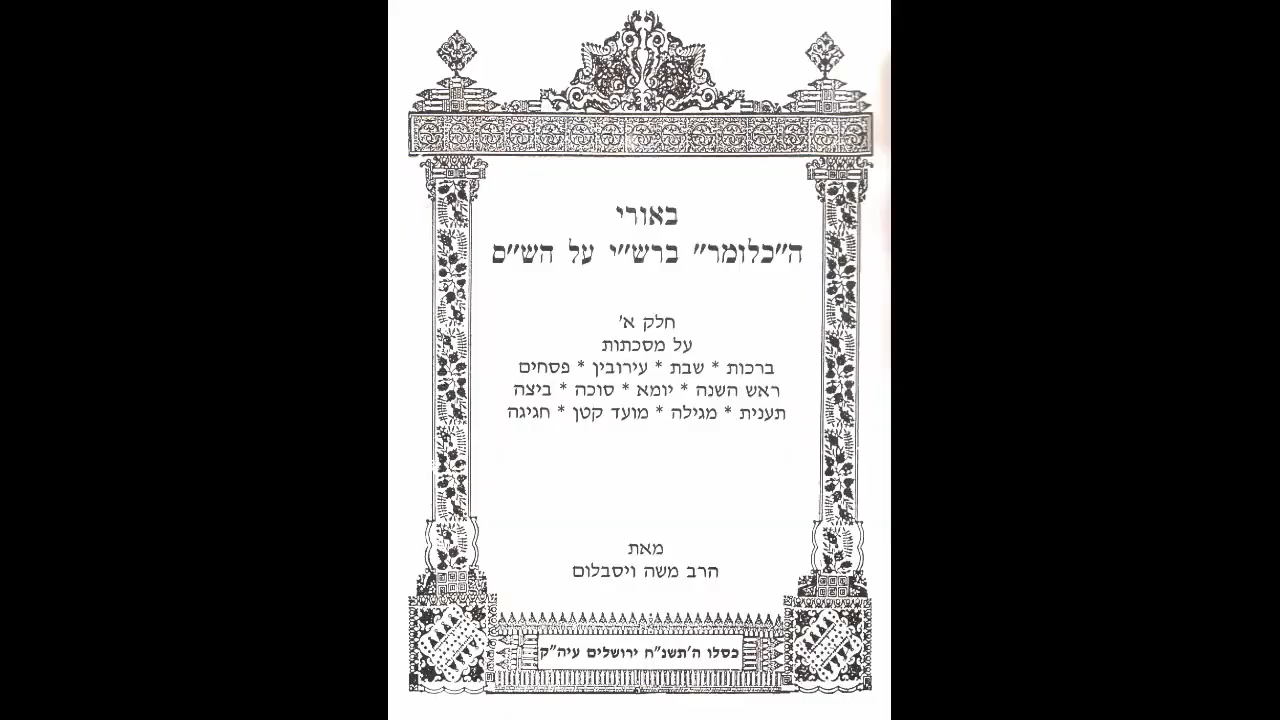 באורי
ה"כלומר" ברש"י על הש"ס
חלק א'
על מסכתות
ברכות * שבת * עירובין * פסחים
ראש השנה * יומא * סוכה * ביצה
תענית * מגילה * מועד קטן * חגיגה
מאת
הרב משה ויסבלום
כסלו ה'תשנ"ח ירושלים עיה"ק